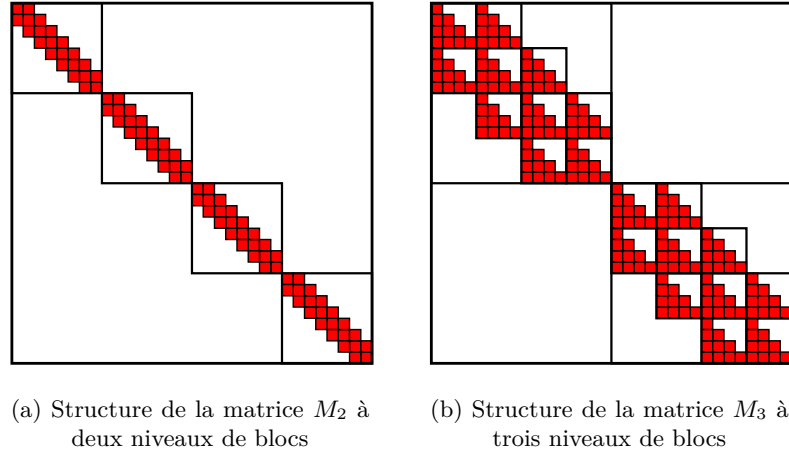 (a) Structure de la matrice M₂ à
deux niveaux de blocs
(b) Structure de la matrice M₃ à
trois niveaux de blocs